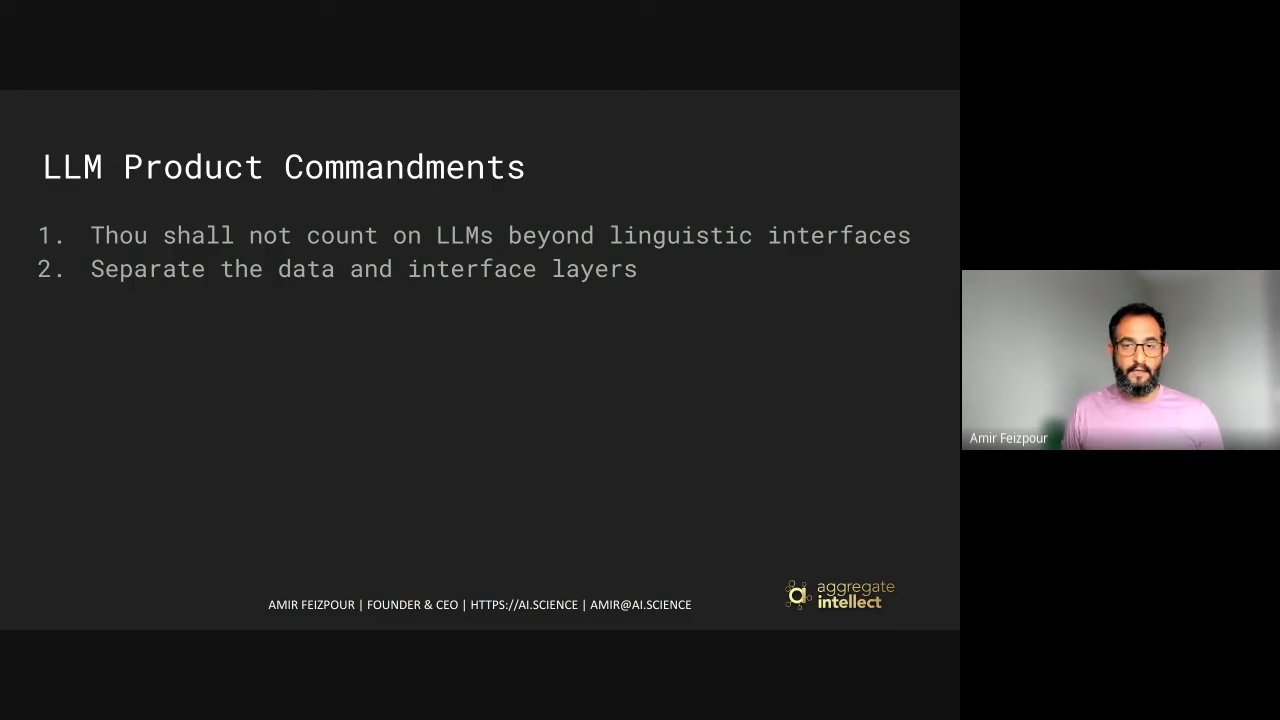 LLM Product Commandments
1. Thou shall not count on LLMs beyond linguistic interfaces
2. Separate the data and interface layers
Amir Feizpour
AMIR FEIZPOUR | FOUNDER & CEO | HTTPS://AI.SCIENCE | AMIR@AI.SCIENCE
aggregate
intellect